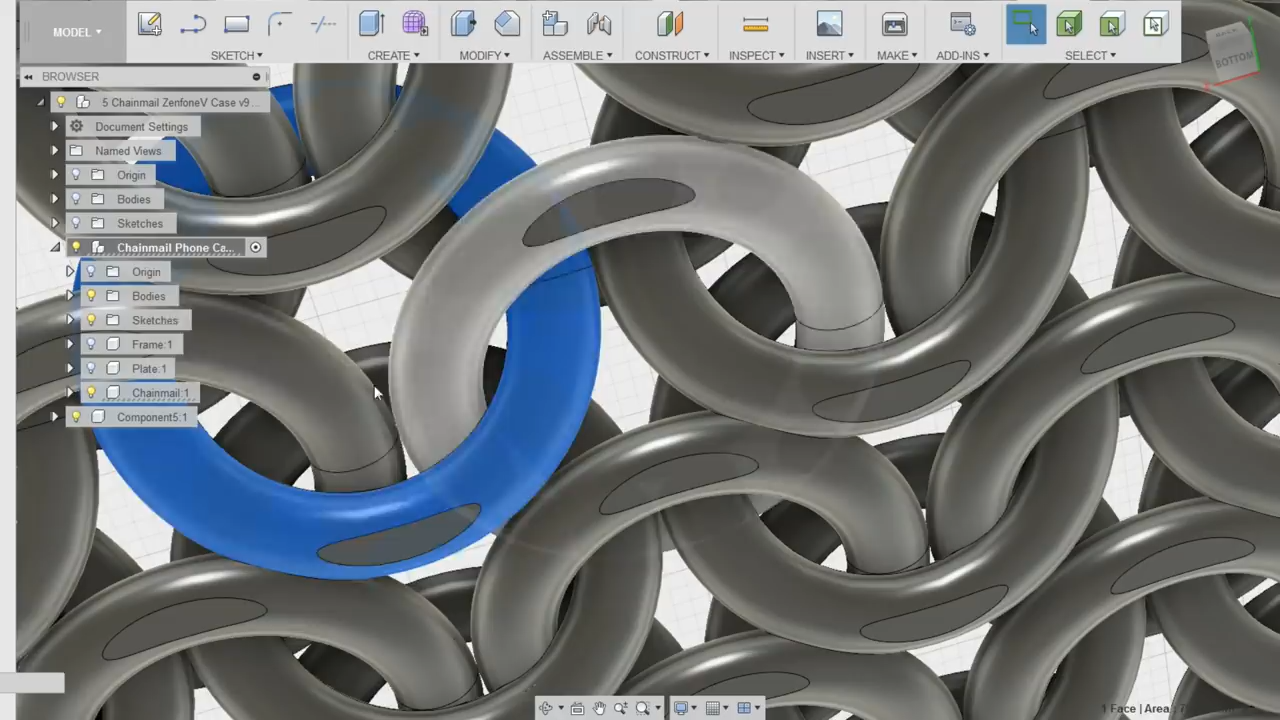 MODEL
SKETCH
CREATE
MODIFY
ASSEMBLE
CONSTRUCT
INSPECT
INSERT
MAKE
ADD-INS
SELECT
BOTTOM
BROWSER
5 Chainmail ZenfoneV Case v9 ...
Document Settings
Named Views
Origin
Bodies
Sketches
Chainmail Phone Ca...
Origin
Bodies
Sketches
Frame:1
Plate:1
Chainmail:1
Component5:1
1 Face | Area : 7